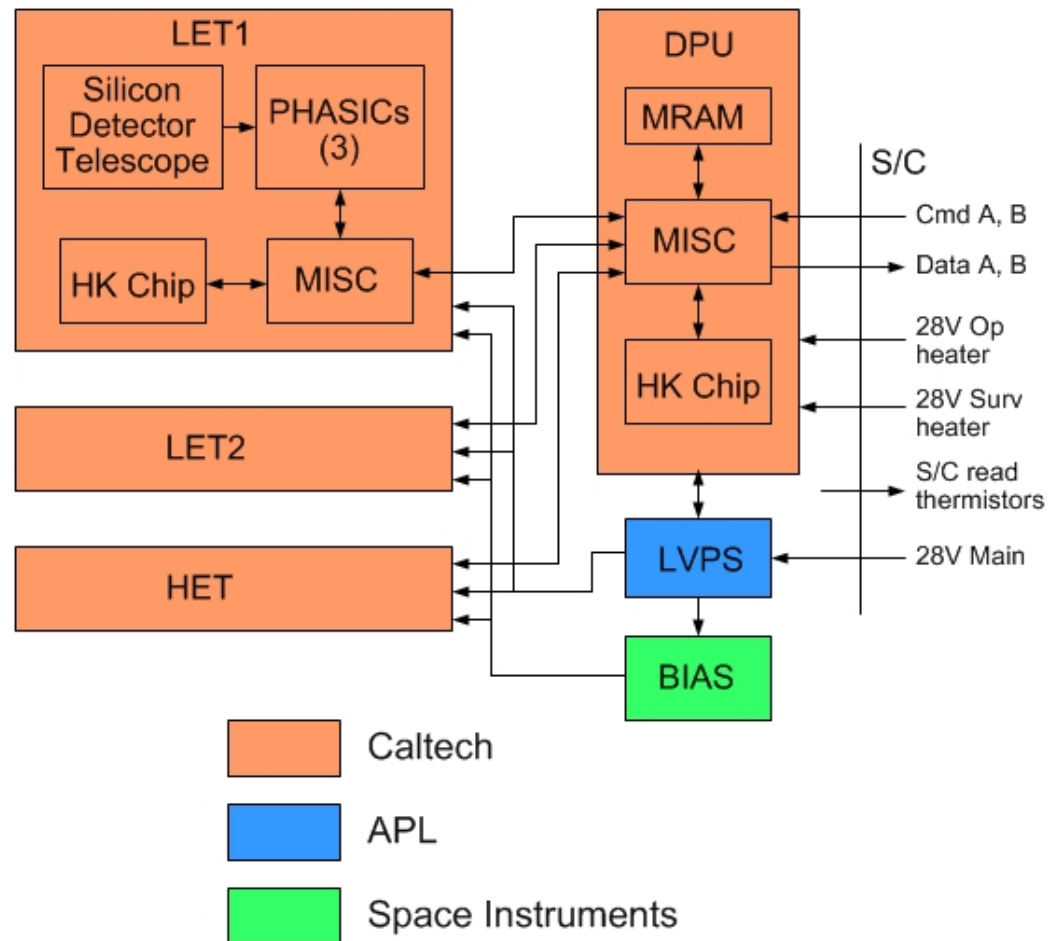 LET1
Silicon
Detector
Telescope
PHASICs
(3)
HK Chip
MISC
LET2
HET
DPU
MRAM
MISC
HK Chip
LVPS
BIAS
S/C
Cmd A, B
Data A, B
28V Op
heater
28V Surv
heater
S/C read
thermistors
28V Main
Caltech
APL
Space Instruments